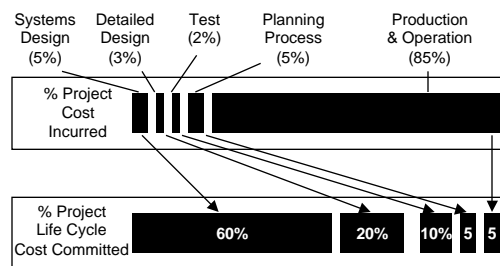 Systems
Design
(5%)
Detailed
Design
(3%)
Test
(2%)
Planning
Process
(5%)
Production
& Operation
(85%)
% Project
Cost
Incurred
% Project
Life Cycle
Cost Committed
60%
20%
10%
5
5